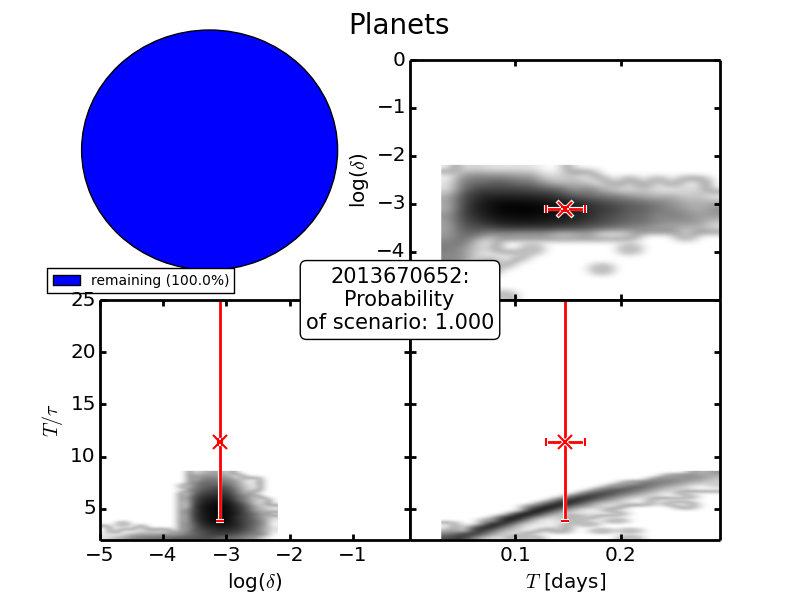 Planets
0
−1
−2
−3
−4
log(δ)
remaining (100.0%)
2013670652:
Probability
of scenario: 1.000
25
20
15
10
5
T/τ
−5 −4 −3 −2 −1
log(δ)
0.1 0.2
T [days]